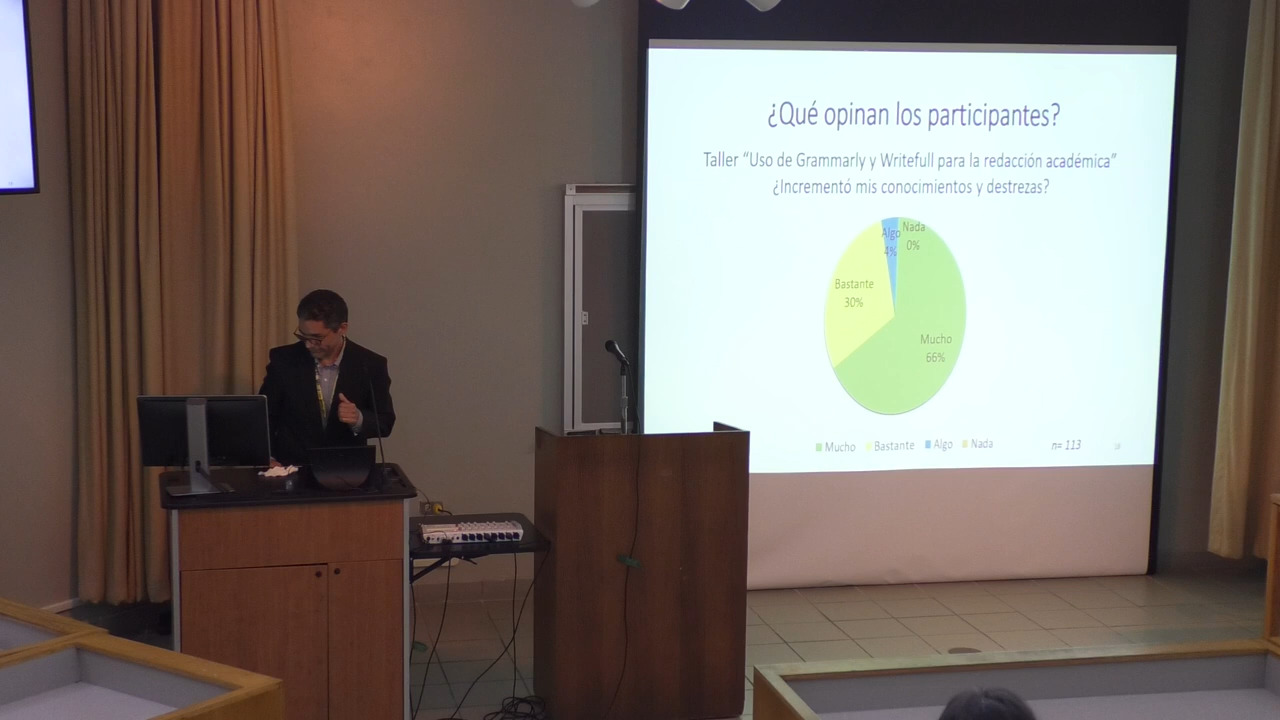 ¿Qué opinan los participantes?
Taller “Uso de Grammarly y Writefull para la redacción académica”
¿Incrementó mis conocimientos y destrezas?
Algo
4%
Nada
0%
Bastante
30%
Mucho
66%
Mucho Bastante Algo Nada
n= 113